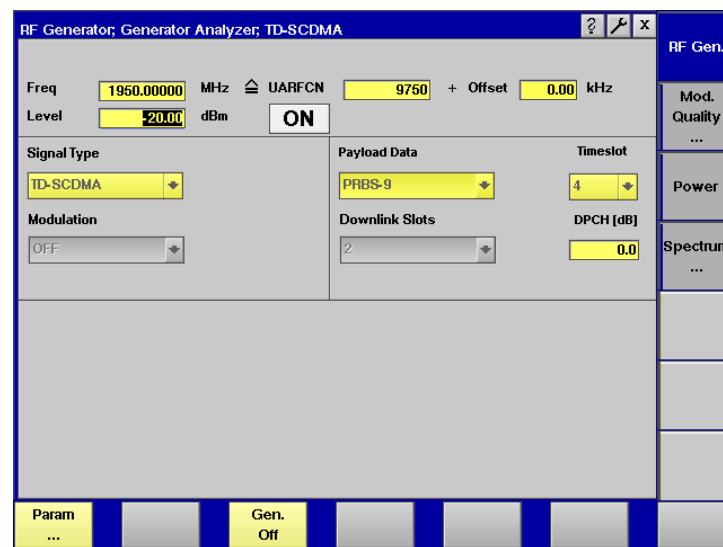 RF Generator; Generator Analyzer; TD-SCDMA ? x
RF Gen.
Freq 1950.00000 MHz ≙ UARFCN 9750 + Offset 0.00 kHz
Level -20.00 dBm ON
Mod.
Quality
...
Signal Type Payload Data Timeslot
TD-SCDMA PRBS-9 4
Power
Modulation Downlink Slots DPCH [dB]
OFF 2 0.0
Spectrum
...
Param
...
Gen.
Off